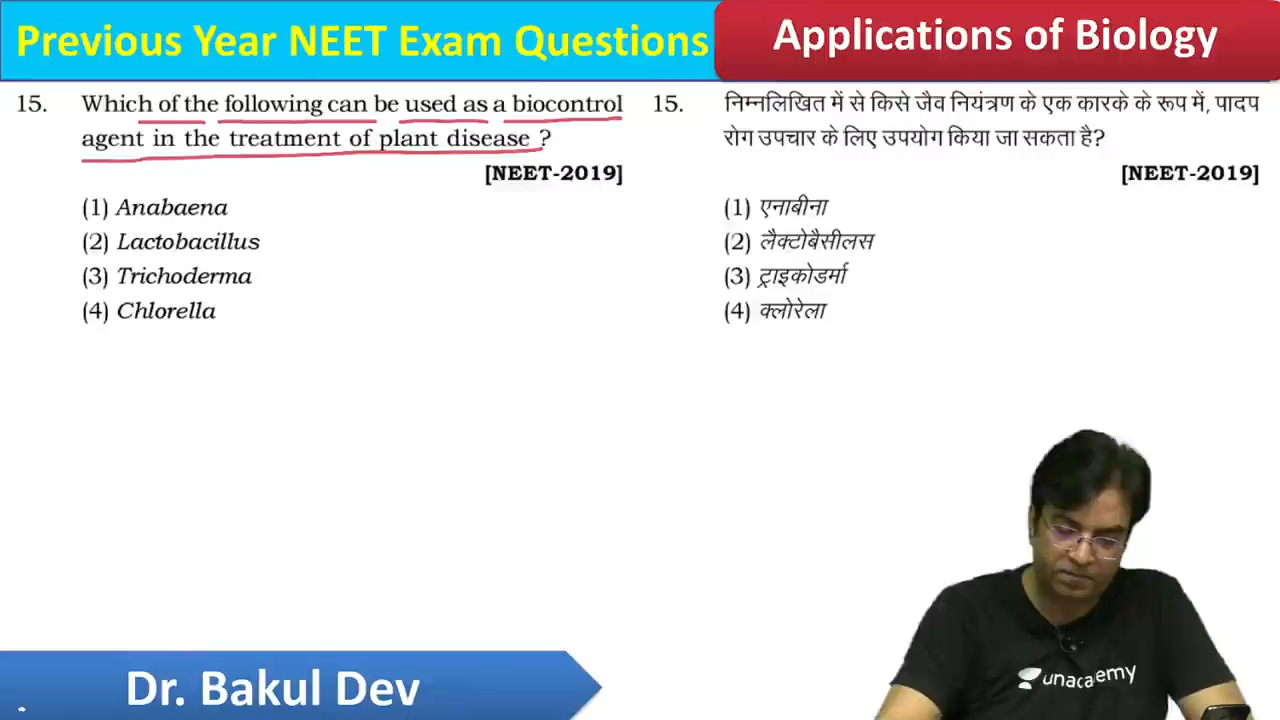 Previous Year NEET Exam Questions
Applications of Biology
15. Which of the following can be used as a biocontrol
agent in the treatment of plant disease ?
[NEET-2019]
(1) Anabaena
(2) Lactobacillus
(3) Trichoderma
(4) Chlorella
15. निम्नलिखित में से किसे जैव नियंत्रण के एक कारके के रूप में, पादप
रोग उपचार के लिए उपयोग किया जा सकता है?
[NEET-2019]
(1) एनाबीना
(2) लैक्टोबैसीलस
(3) ट्राइकोडर्मा
(4) क्लोरेला
unacademy
Dr. Bakul Dev